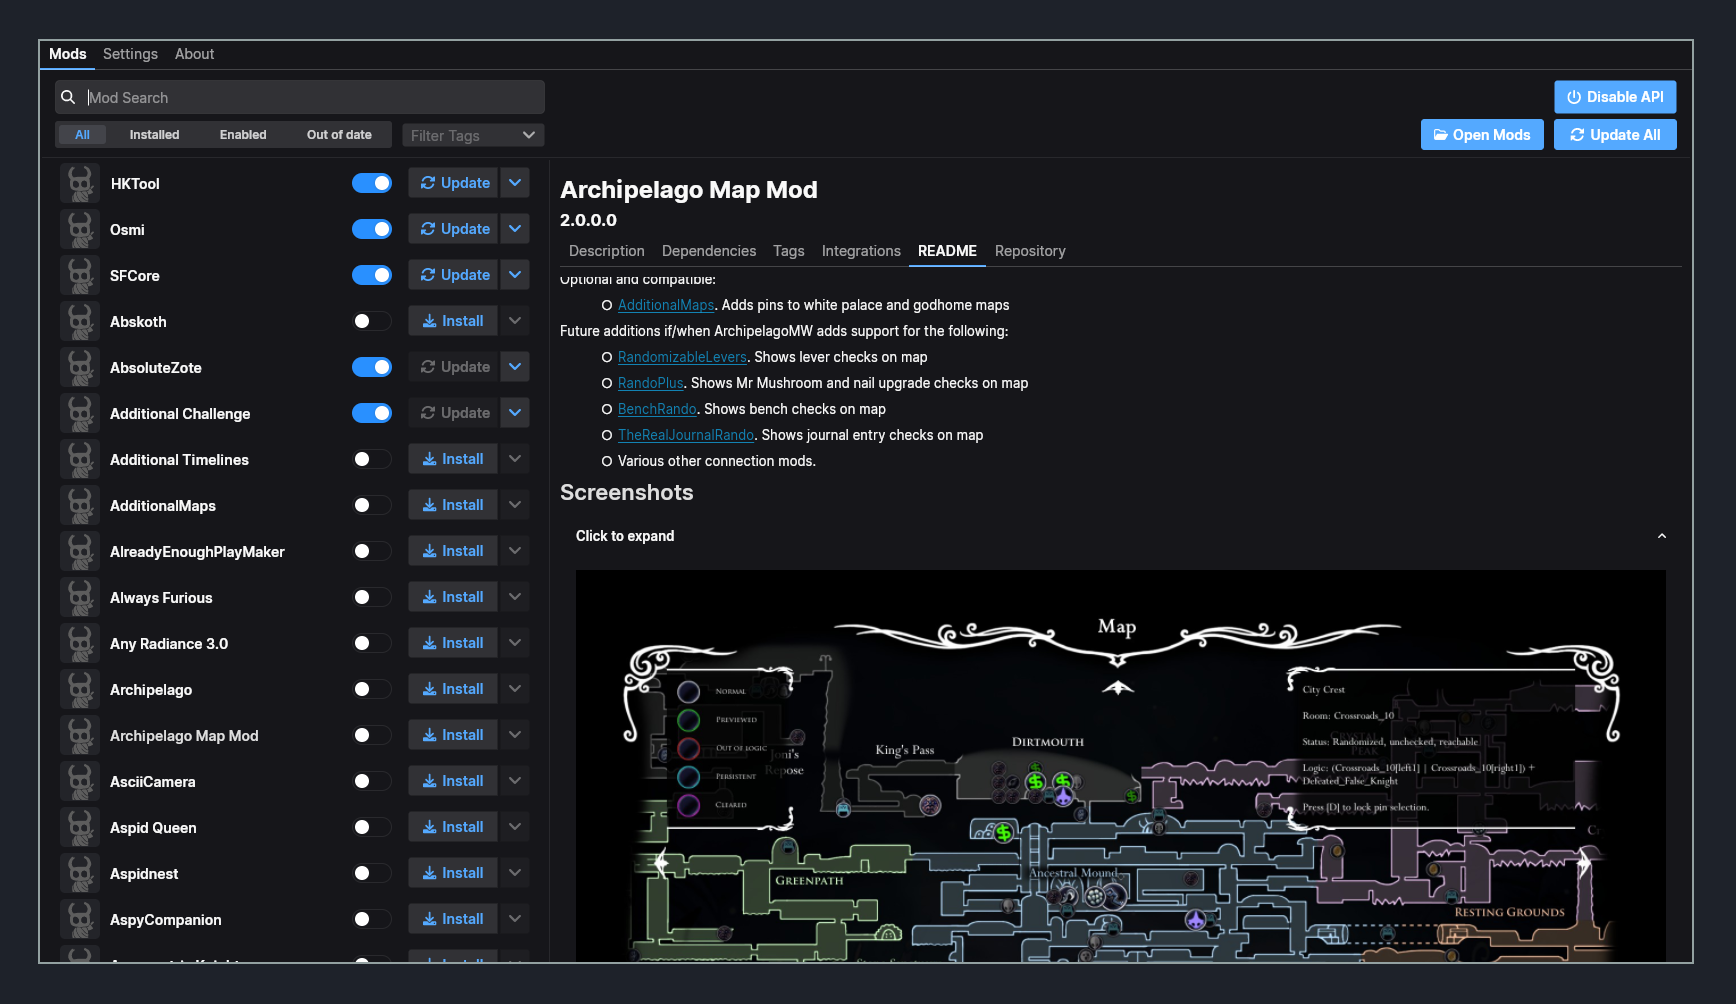 Mods Settings About
Mod Search
Disable API
All Installed Enabled Out of date Filter Tags
Open Mods Update All
HKTool Update
Osmi Update
SFCore Update
Abskoth Install
AbsoluteZote Update
Additional Challenge Update
Additional Timelines Install
AdditionalMaps Install
AlreadyEnoughPlayMaker Install
Always Furious Install
Any Radiance 3.0 Install
Archipelago Install
Archipelago Map Mod Install
AsciiCamera Install
Aspid Queen Install
Aspidnest Install
AspyCompanion Install
Archipelago Map Mod
2.0.0.0
Description Dependencies Tags Integrations README Repository
Optional and compatible:
AdditionalMaps. Adds pins to white palace and godhome maps
Future additions if/when ArchipelagoMW adds support for the following:
RandomizableLevers. Shows lever checks on map
RandoPlus. Shows Mr Mushroom and nail upgrade checks on map
BenchRando. Shows bench checks on map
TheRealJournalRando. Shows journal entry checks on map
Various other connection mods.
Screenshots
Click to expand
Map
Normal
Previewed
Out of logic
Persistent
Cleared
Joni's
Repose
King's Pass
Dirtmouth
City Crest
Room: Crossroads_10
Status: Randomized, unchecked, reachable
Logic: (Crossroads_10[left1] | Crossroads_10[right1]) +
Defeated_False_Knight
Press [D] to lock pin selection.
Crystal
Peak
Greenpath
Ancestral Mound
Resting Grounds